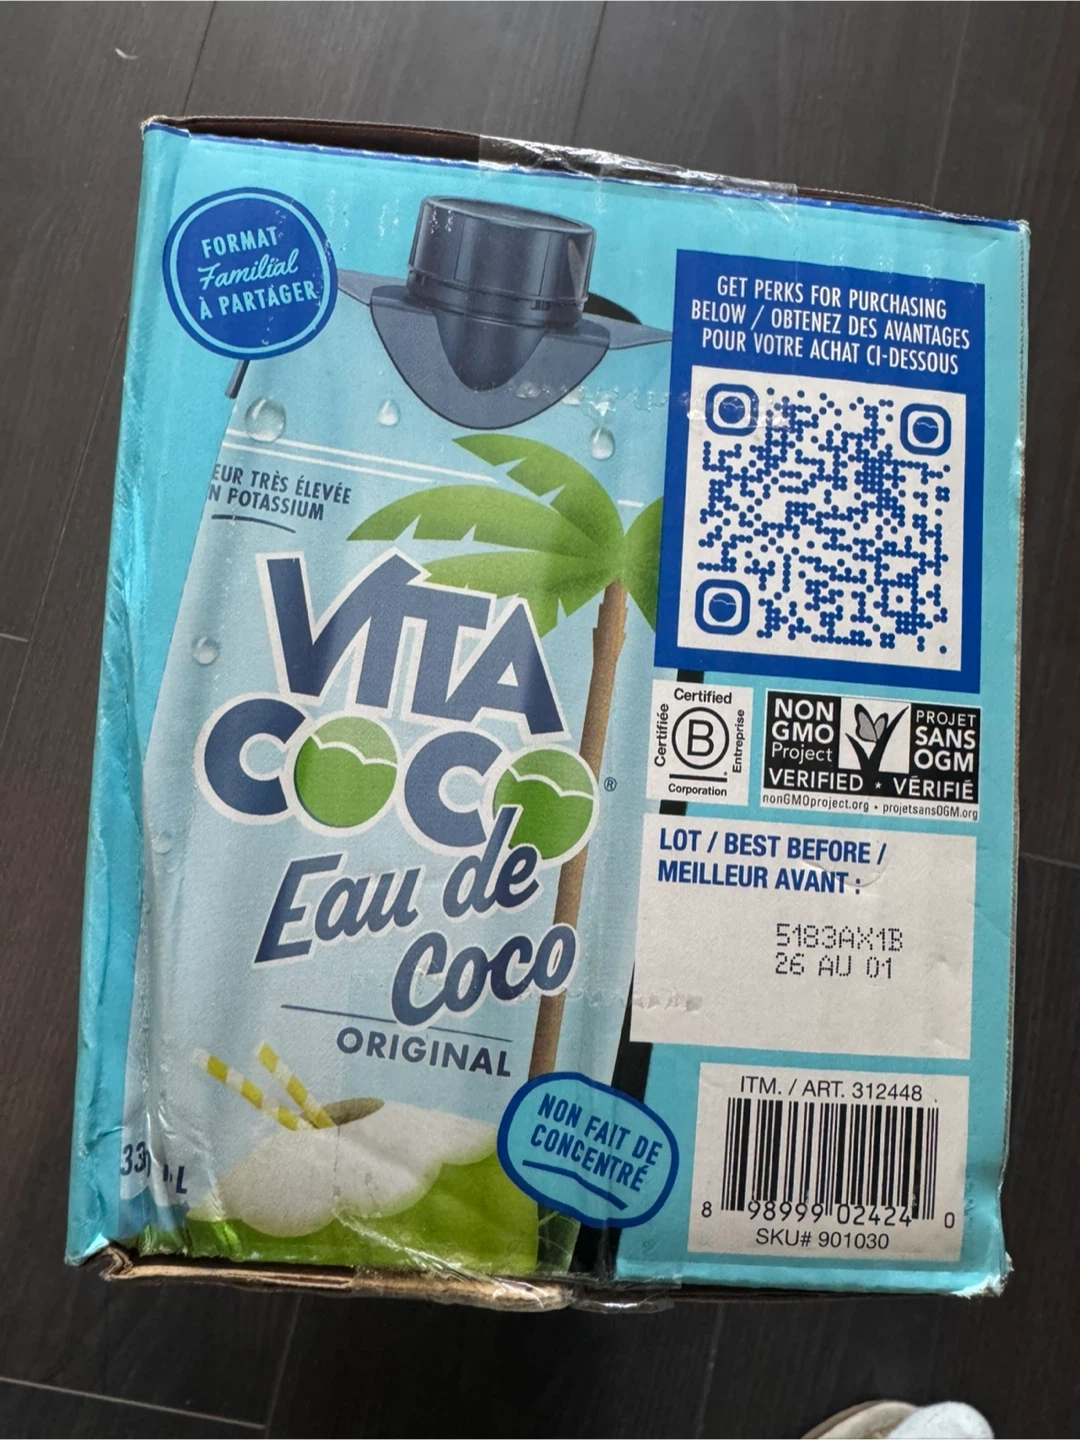 FORMAT
Familial
À PARTAGER
EUR TRÈS ÉLEVÉE
N POTASSIUM
VITA
COCO®
Eau de
Coco
ORIGINAL
NON FAIT DE
CONCENTRÉ
GET PERKS FOR PURCHASING
BELOW / OBTENEZ DES AVANTAGES
POUR VOTRE ACHAT CI-DESSOUS
Certified
Certifiée
B
Entreprise
Corporation
NON
GMO
Project
PROJET
SANS
OGM
VERIFIED • VÉRIFIÉ
nonGMOproject.org • projetsansOGM.org
LOT / BEST BEFORE /
MEILLEUR AVANT :
5183AX1B
26 AU 01
ITM. / ART. 312448
8 98999 02424 0
SKU# 901030